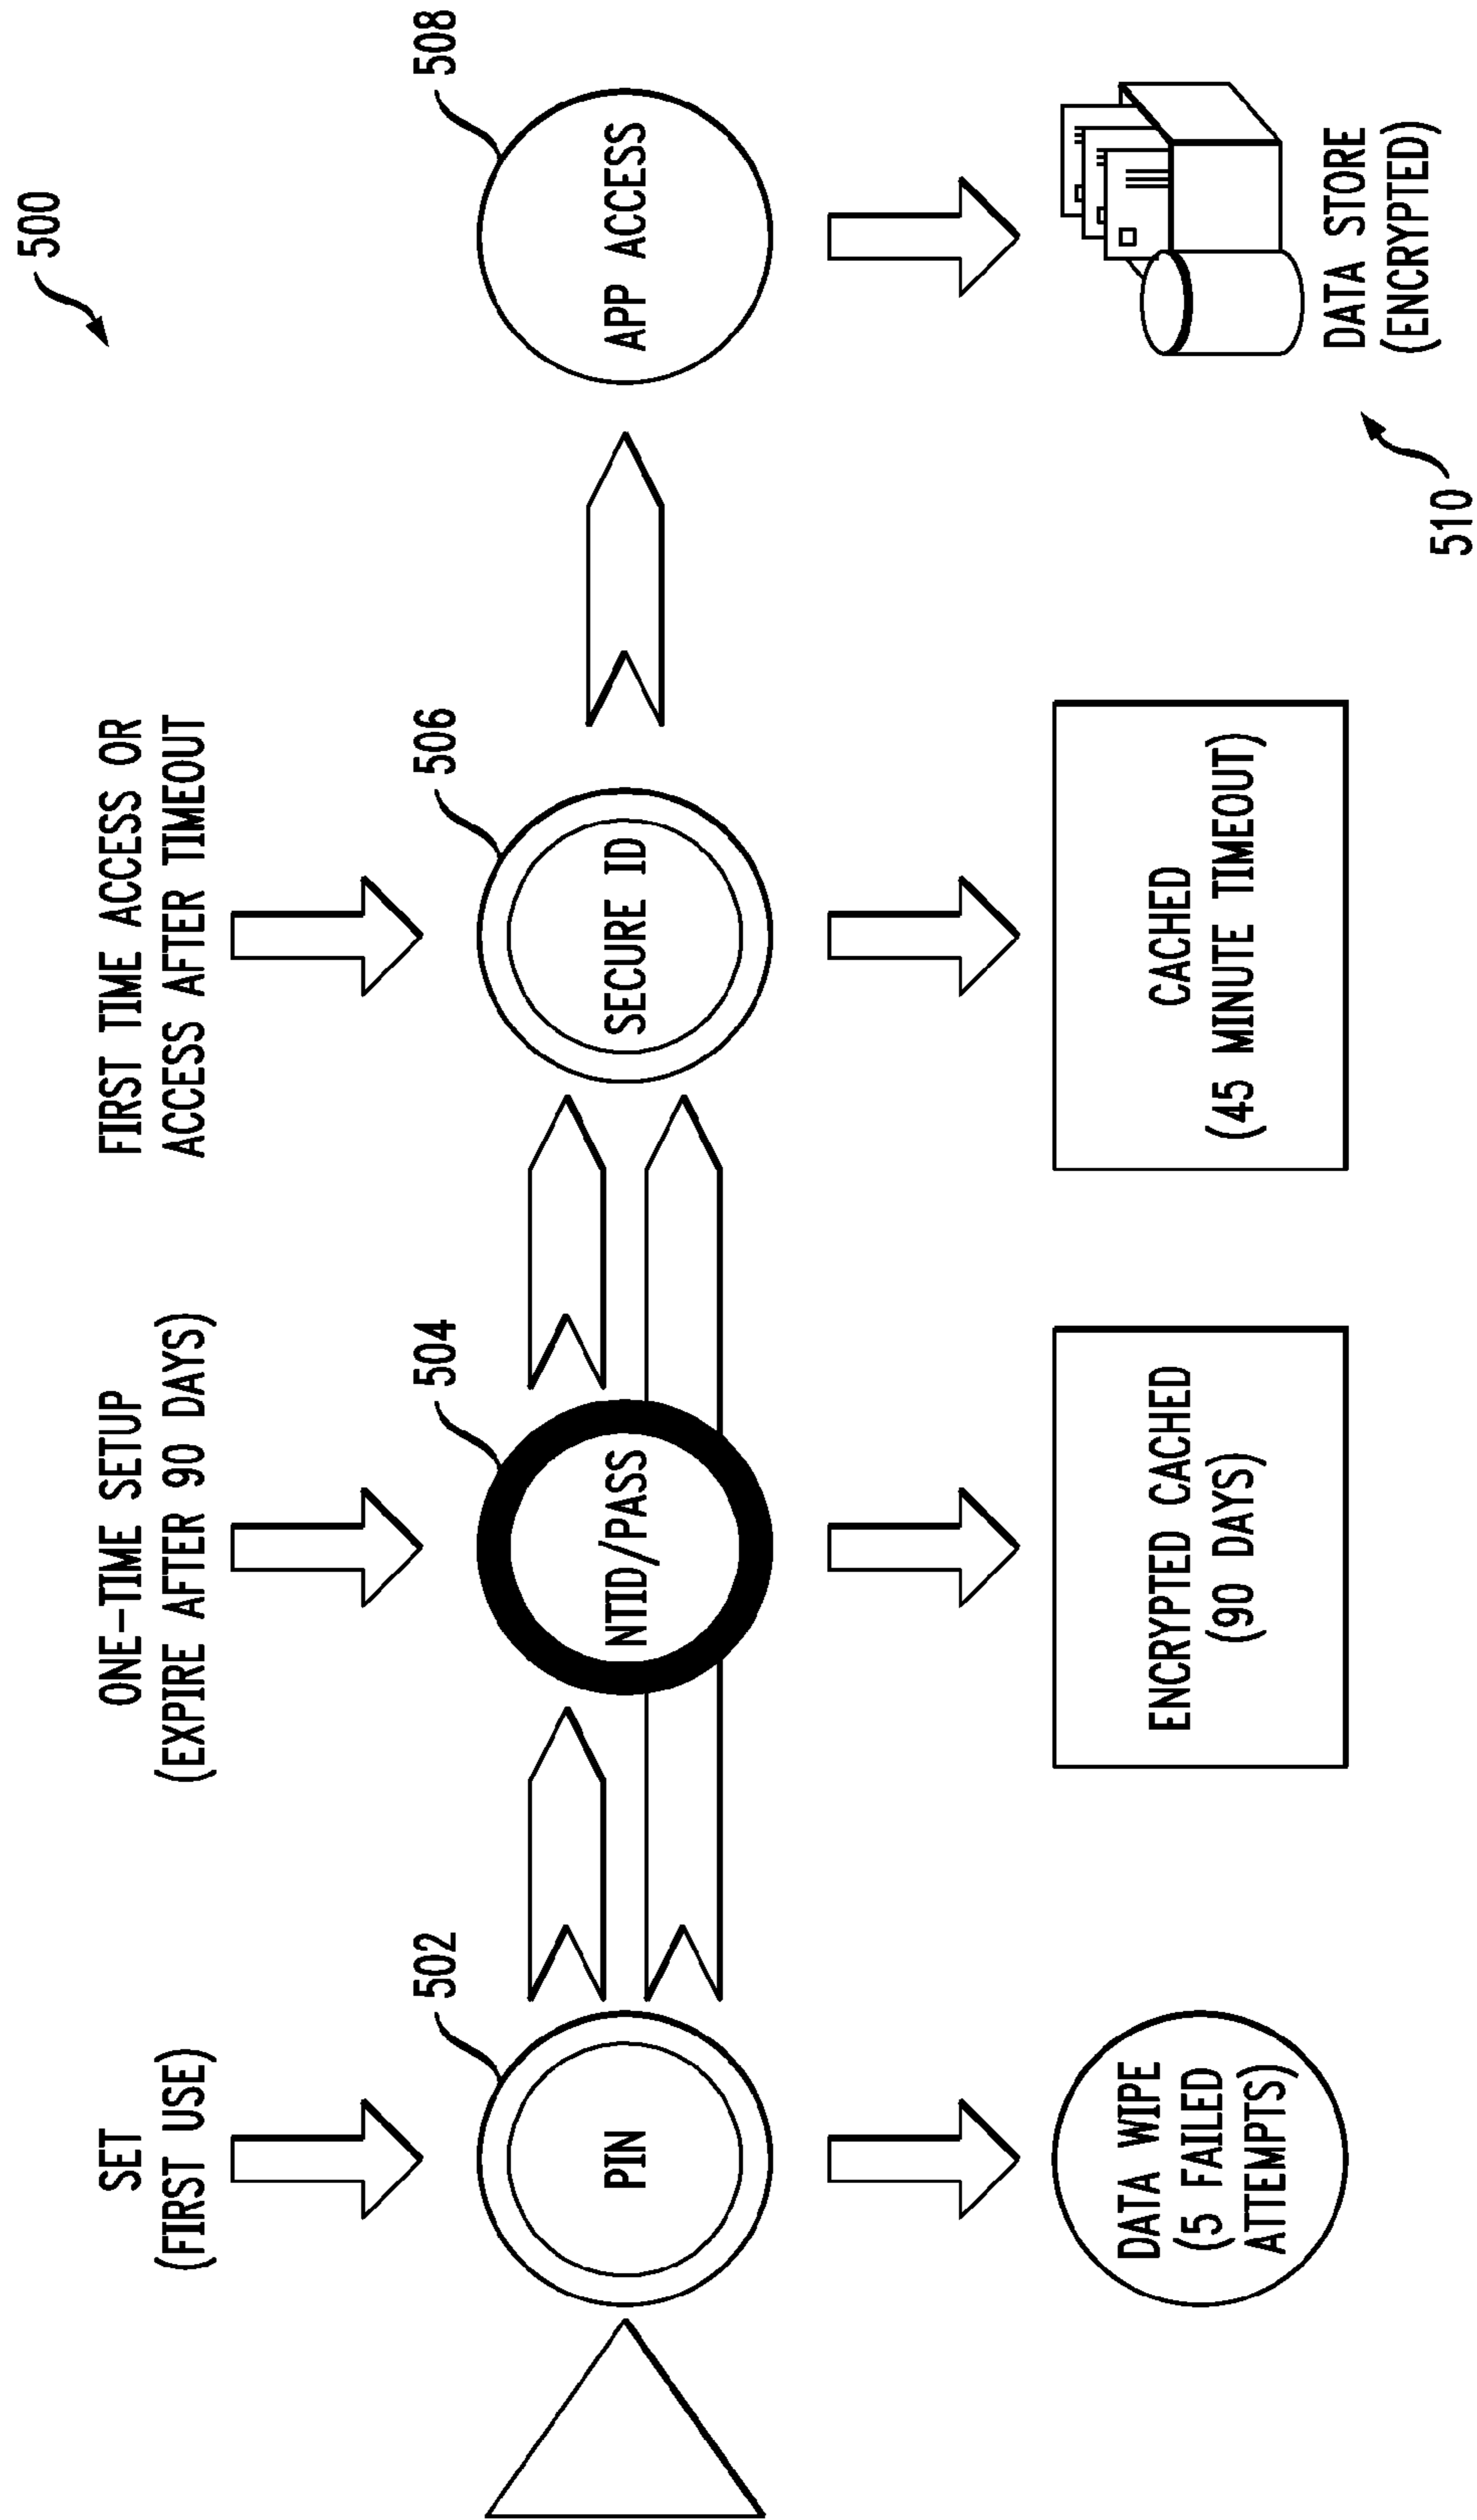 500
SET
(FIRST USE)
ONE-TIME SETUP
(EXPIRE AFTER 90 DAYS)
FIRST TIME ACCESS OR
ACCESS AFTER TIMEOUT
502
504
506
508
PIN
NTID/PASS
SECURE ID
APP ACCESS
DATA WIPE
(5 FAILED
ATTEMPTS)
ENCRYPTED CACHED
(90 DAYS)
CACHED
(45 MINUTE TIMEOUT)
DATA STORE
(ENCRYPTED)
510